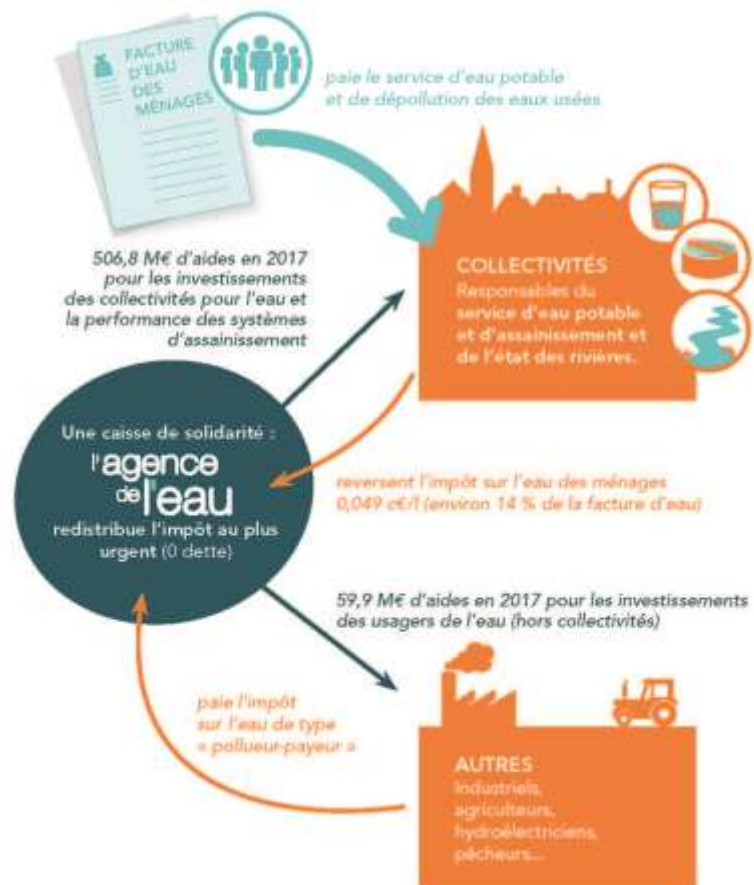 FACTURE
D'EAU
DES
MÉNAGES
paie le service d'eau potable
et de dépollution des eaux usées
506,8 M€ d'aides en 2017
pour les investissements
des collectivités pour l'eau et
la performance des systèmes
d'assainissement
COLLECTIVITÉS
Responsables du
service d'eau potable
et d'assainissement et
de l'état des rivières.
Une caisse de solidarité :
l'agence
de l'eau
redistribue l'impôt au plus
urgent (0 dette)
reversent l'impôt sur l'eau des ménages
0,049 c€/l (environ 14 % de la facture d'eau)
59,9 M€ d'aides en 2017 pour les investissements
des usagers de l'eau (hors collectivités)
paie l'impôt
sur l'eau de type
« pollueur-payeur »
AUTRES
Industriels,
agriculteurs,
hydroélectriciens,
pêcheurs...